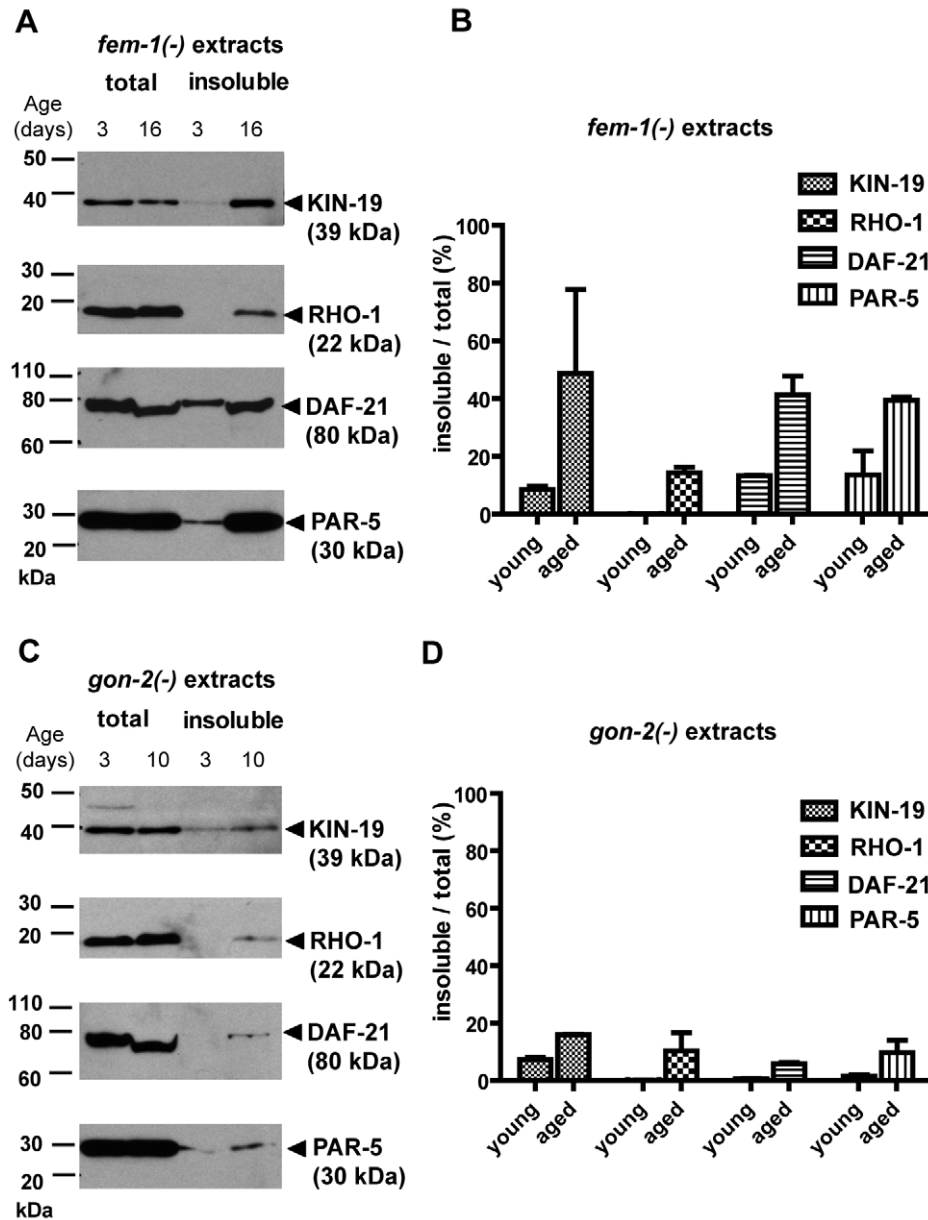 A
fem-1(-) extracts
total insoluble
Age
(days) 3 16 3 16
50
40
KIN-19
(39 kDa)
30
20
RHO-1
(22 kDa)
110
80
60
DAF-21
(80 kDa)
30
20
PAR-5
(30 kDa)
kDa
B
fem-1(-) extracts
KIN-19
RHO-1
DAF-21
PAR-5
insoluble / total (%)
100
80
60
40
20
0
young aged young aged young aged young aged
C
gon-2(-) extracts
total insoluble
Age
(days) 3 10 3 10
50
40
KIN-19
(39 kDa)
30
20
RHO-1
(22 kDa)
110
80
60
DAF-21
(80 kDa)
30
20
PAR-5
(30 kDa)
kDa
D
gon-2(-) extracts
KIN-19
RHO-1
DAF-21
PAR-5
insoluble / total (%)
100
80
60
40
20
0
young aged young aged young aged young aged